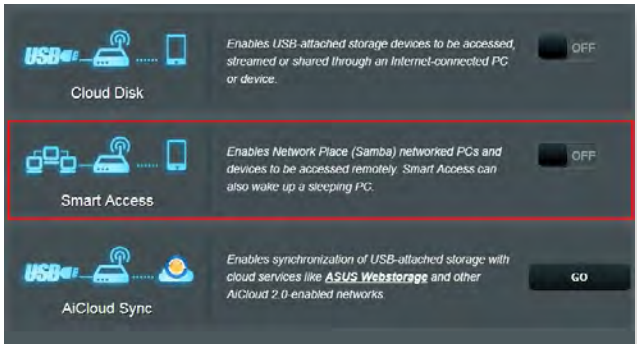 Enables USB-attached storage devices to be accessed,
streamed or shared through an Internet-connected PC
or device.
OFF
USB
Cloud Disk
Enables Network Place (Samba) networked PCs and
devices to be accessed remotely. Smart Access can
also wake up a sleeping PC.
OFF
Smart Access
Enables synchronization of USB-attached storage with
cloud services like ASUS Webstorage and other
AiCloud 2.0-enabled networks.
GO
USB
AiCloud Sync